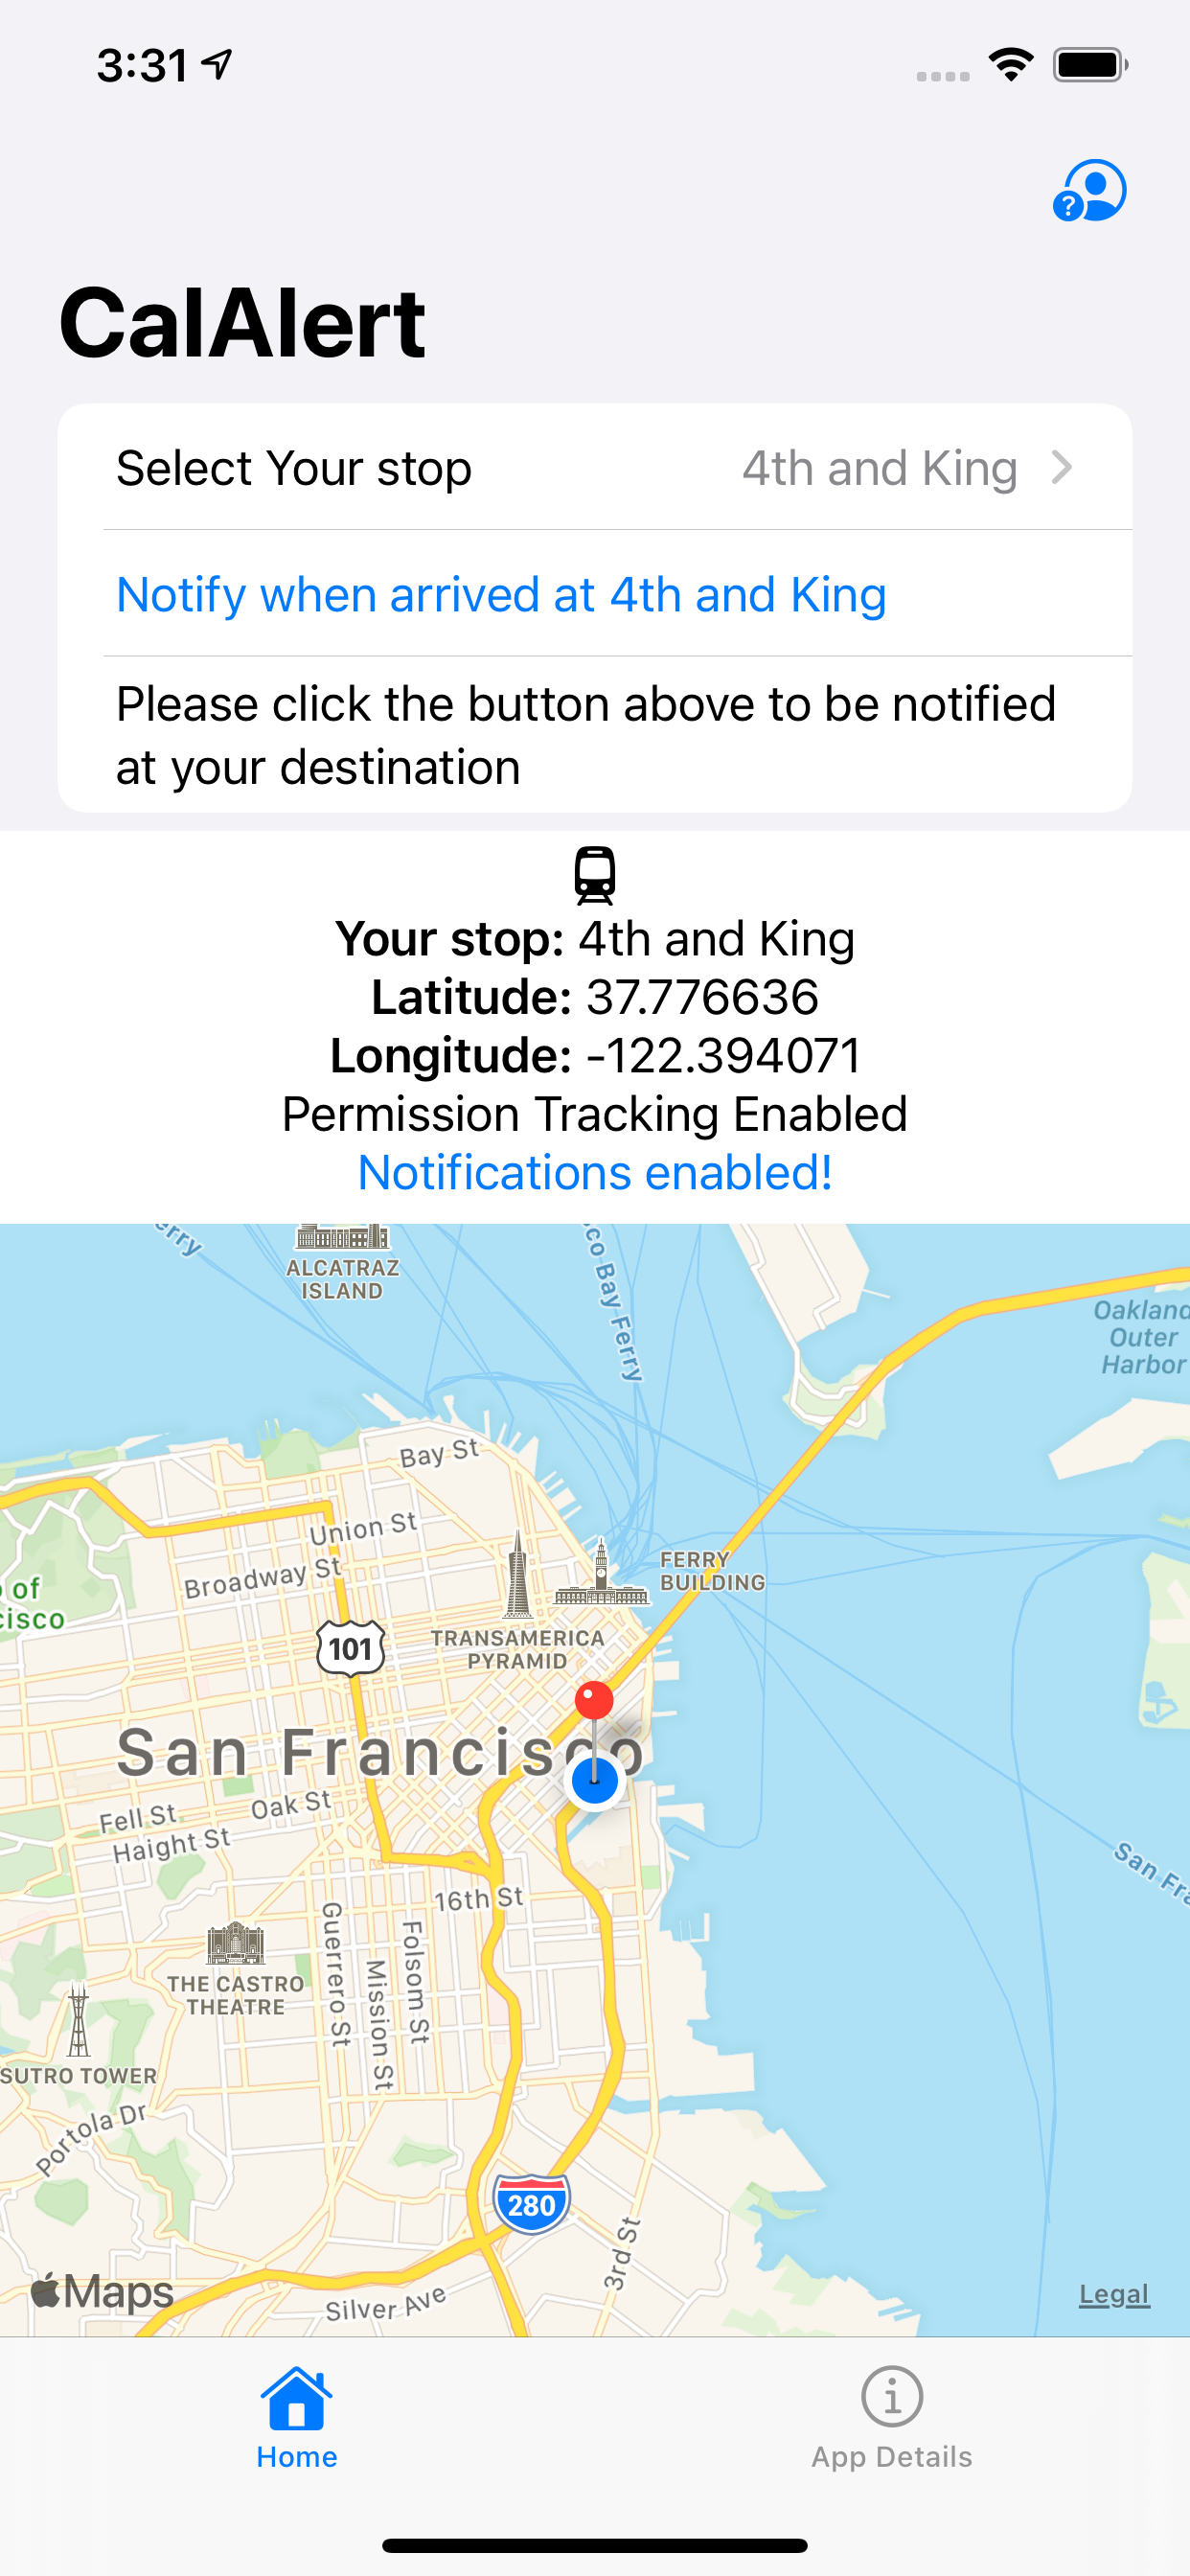 3:31
?
CalAlert
Select Your stop 4th and King
Notify when arrived at 4th and King
Please click the button above to be notified
at your destination
Your stop: 4th and King
Latitude: 37.776636
Longitude: -122.394071
Permission Tracking Enabled
Notifications enabled!
erry
ALCATRAZ
ISLAND
co Bay Ferry
Oakland
Outer
Harbor
Bay St
Union St
Broadway St
FERRY
BUILDING
of
cisco
101
TRANSAMERICA
PYRAMID
San Francisco
Fell St
Oak St
Haight St
San Fra
16th St
Guerrero St
Mission St
Folsom St
THE CASTRO
THEATRE
SUTRO TOWER
Portola Dr
280
3rd St
Maps
Silver Ave
Legal
Home
App Details